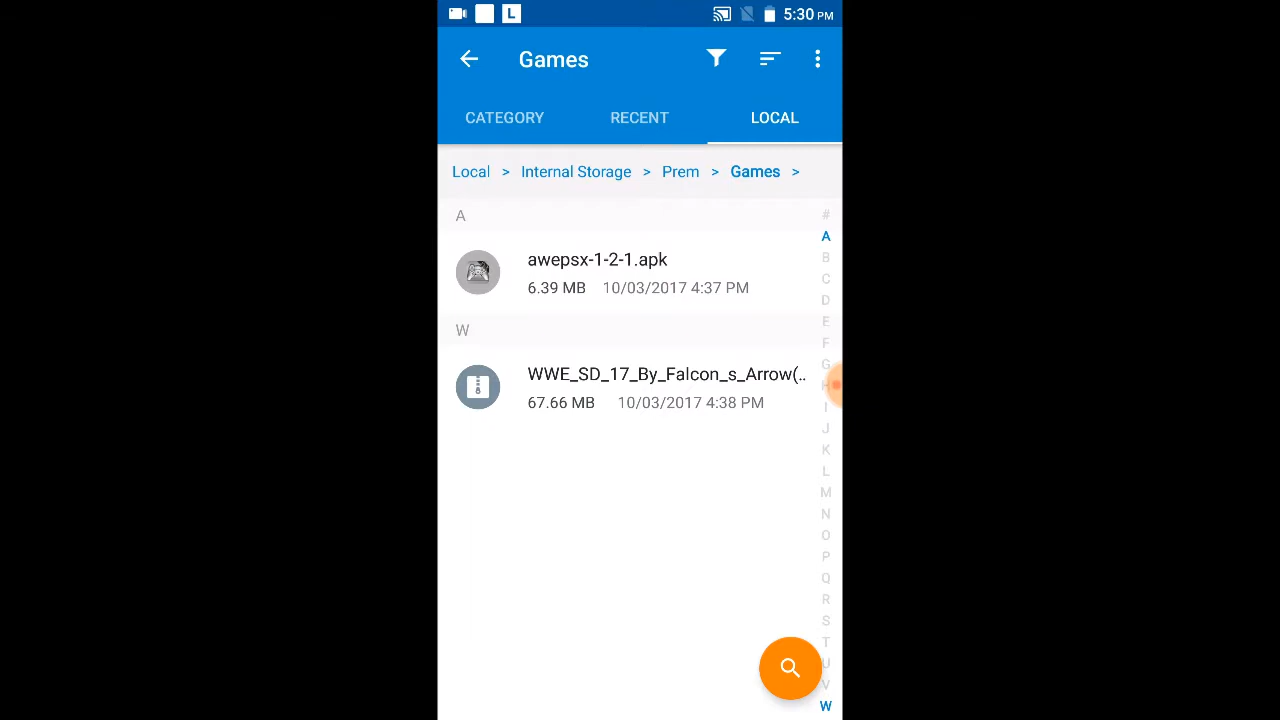 L 5:30 PM
Games
CATEGORY RECENT LOCAL
Local > Internal Storage > Prem > Games >
A
awepsx-1-2-1.apk
6.39 MB 10/03/2017 4:37 PM
W
WWE_SD_17_By_Falcon_s_Arrow(..
67.66 MB 10/03/2017 4:38 PM
#
A
B
C
D
E
F
G
H
I
J
K
L
M
N
O
P
Q
R
S
T
U
V
W